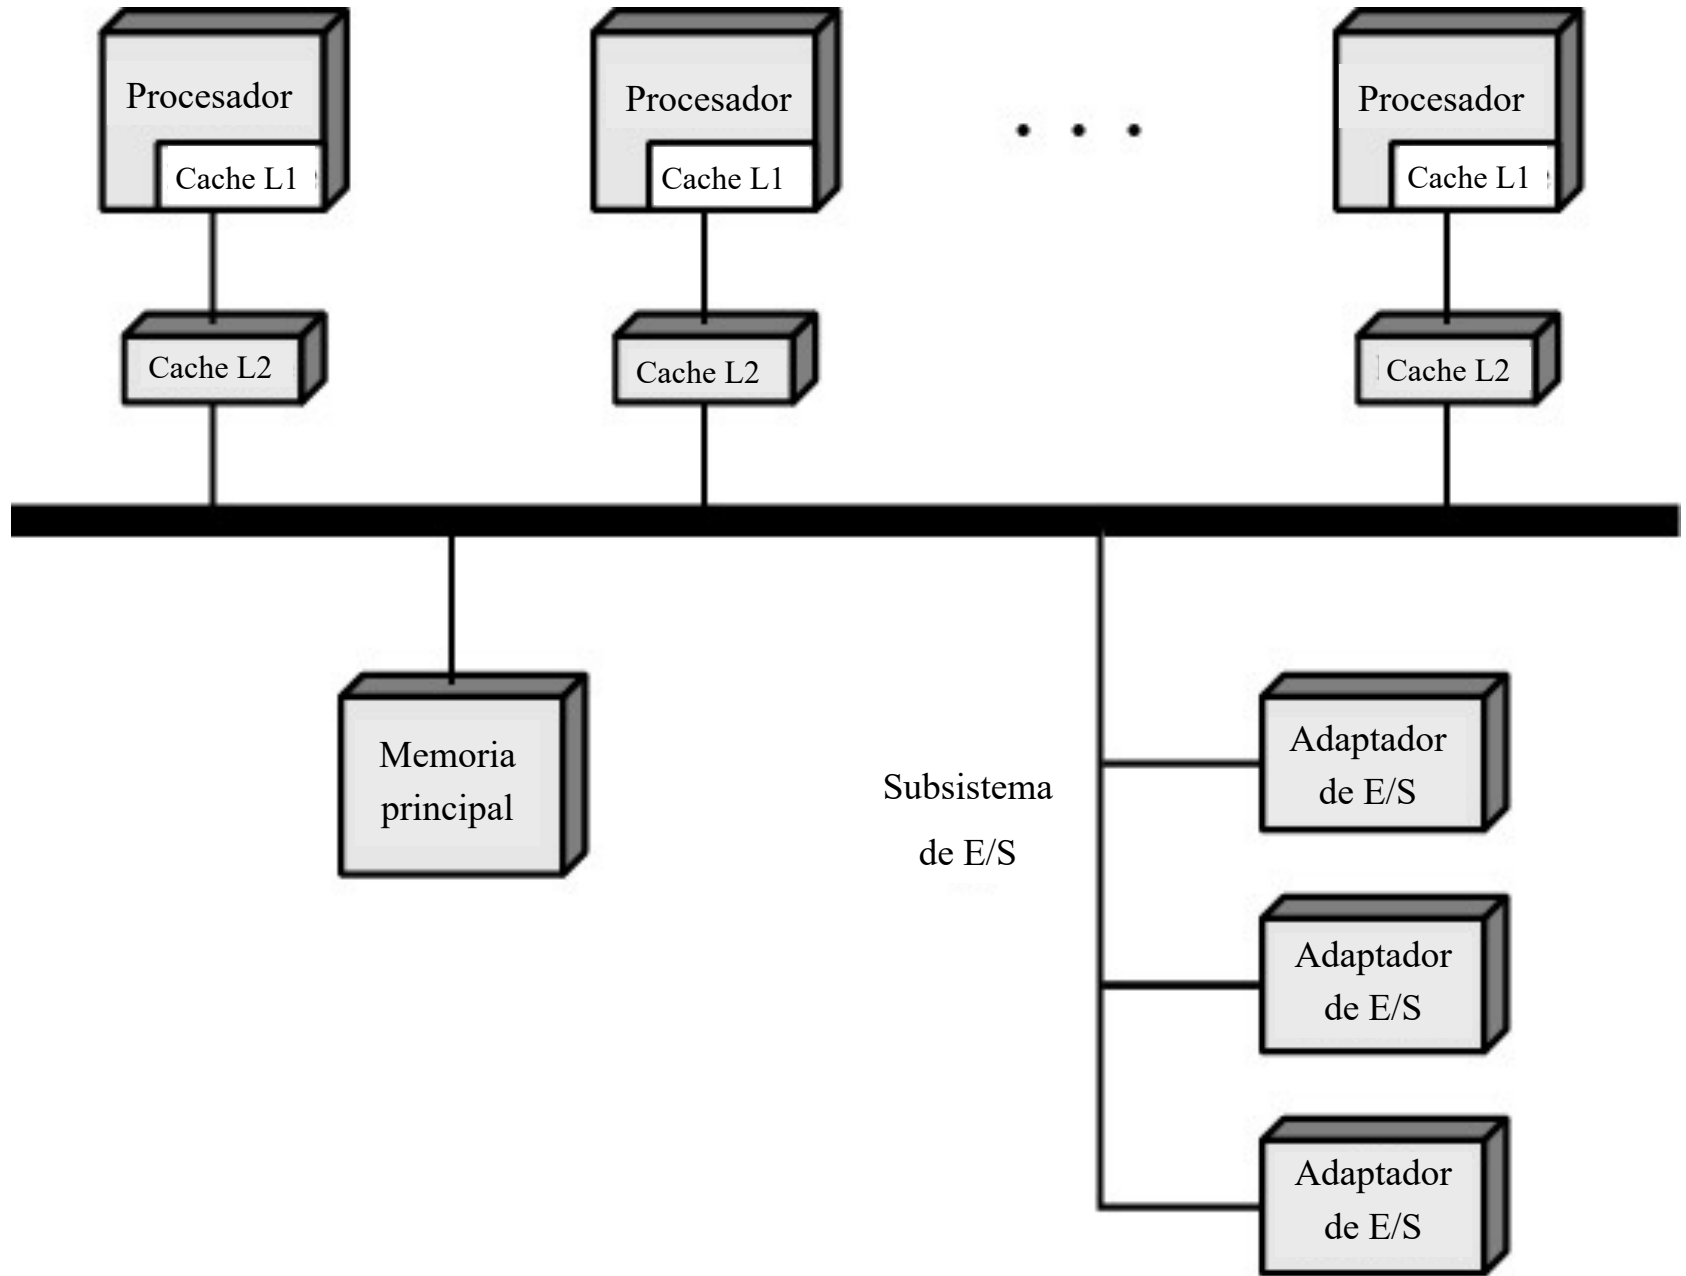 Procesador
Procesador
Procesador
Cache L1
Cache L1
Cache L1
Cache L2
Cache L2
Cache L2
Memoria
principal
Subsistema
de E/S
Adaptador
de E/S
Adaptador
de E/S
Adaptador
de E/S